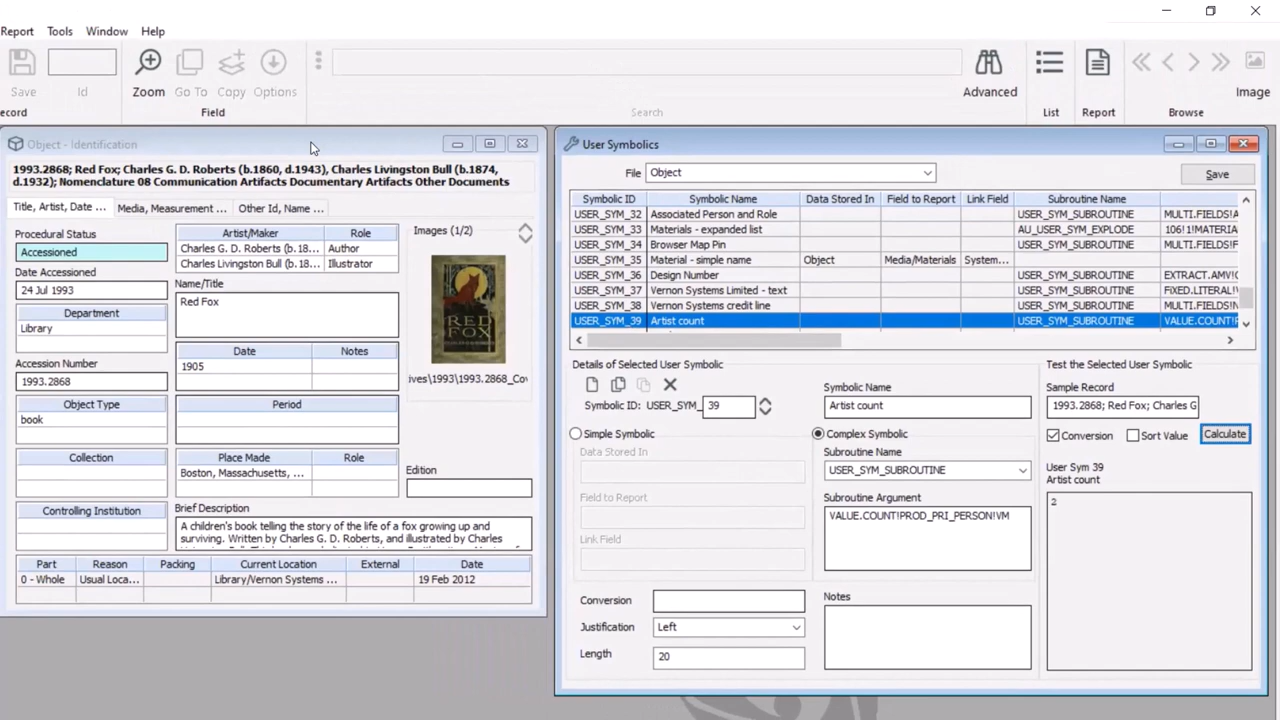 Report Tools Window Help
Save Id Zoom Go To Copy Options Advanced List Report Image
ecord Field Search Browse
Object - Identification
1993.2868; Red Fox; Charles G. D. Roberts (b.1860, d.1943), Charles Livingston Bull (b.1874,
d.1932); Nomenclature 08 Communication Artifacts Documentary Artifacts Other Documents
Title, Artist, Date ... Media, Measurement ... Other Id, Name ...
Procedural Status
Accessioned
Date Accessioned
24 Jul 1993
Department
Library
Accession Number
1993.2868
Object Type
book
Collection
Controlling Institution
Artist/Maker Role
Charles G. D. Roberts (b.18... Author
Charles Livingston Bull (b.18... Illustrator
Name/Title
Red Fox
Date Notes
1905
Period
Place Made Role
Boston, Massachusetts, ...
Brief Description
A children's book telling the story of the life of a fox growing up and
surviving. Written by Charles G. D. Roberts, and illustrated by Charles
Images (1/2)
RED
FOX
ives\1993\1993.2868_Co
Edition
Part Reason Packing Current Location External Date
0 - Whole Usual Loca... Library/Vernon Systems ... 19 Feb 2012
User Symbolics
File Object Save
Symbolic ID Symbolic Name Data Stored In Field to Report Link Field Subroutine Name
USER_SYM_32 Associated Person and Role USER_SYM_SUBROUTINE MULTI.FIELDS!A
USER_SYM_33 Materials - expanded list AU_USER_SYM_EXPLODE 106!1!MATERIA
USER_SYM_34 Browser Map Pin USER_SYM_SUBROUTINE MULTI.FIELDS!
USER_SYM_35 Material - simple name Object Media/Materials System...
USER_SYM_36 Design Number USER_SYM_SUBROUTINE EXTRACT.AMV!
USER_SYM_37 Vernon Systems Limited - text USER_SYM_SUBROUTINE FIXED.LITERAL!
USER_SYM_38 Vernon Systems credit line USER_SYM_SUBROUTINE MULTI.FIELDS!
USER_SYM_39 Artist count USER_SYM_SUBROUTINE VALUE.COUNT!
Details of Selected User Symbolic
Symbolic ID: USER_SYM_ 39
Symbolic Name
Artist count
Simple Symbolic
Data Stored In
Field to Report
Link Field
Complex Symbolic
Subroutine Name
USER_SYM_SUBROUTINE
Subroutine Argument
VALUE.COUNT!PROD_PRI_PERSON!VM
Conversion
Justification Left
Length 20
Notes
Test the Selected User Symbolic
Sample Record
1993.2868; Red Fox; Charles G
Conversion Sort Value Calculate
User Sym 39
Artist count
2